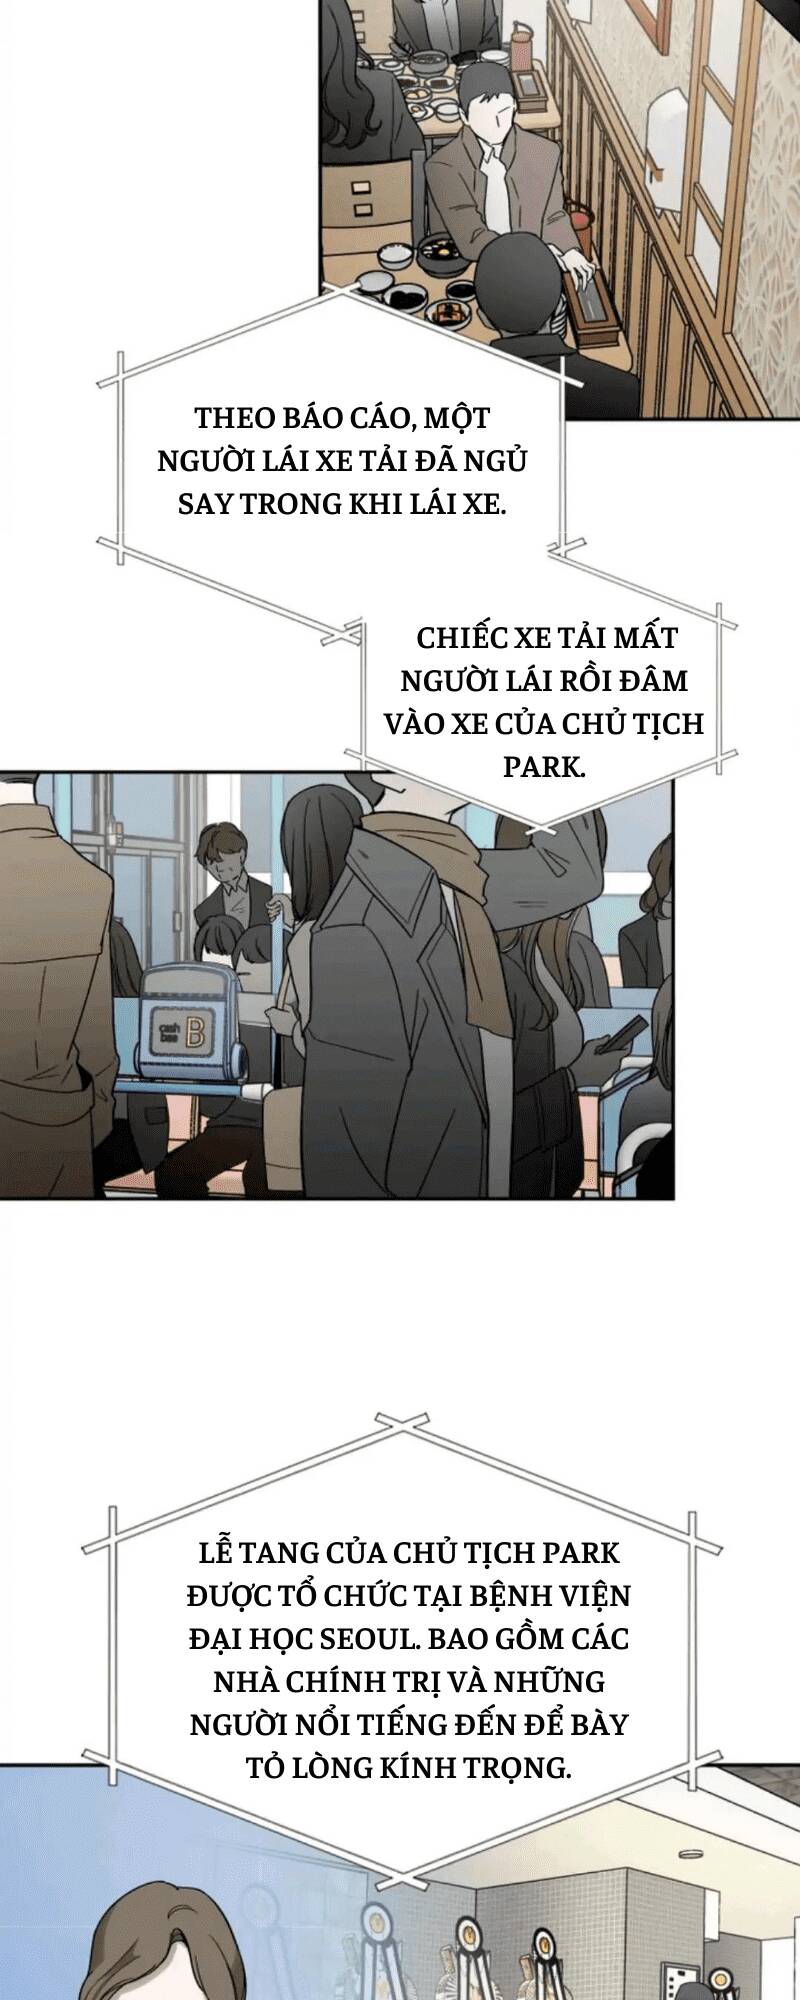 THEO BÁO CÁO, MỘT
NGƯỜI LÁI XE TẢI ĐÃ NGỦ
SAY TRONG KHI LÁI XE.
CHIẾC XE TẢI MẤT
NGƯỜI LÁI RỒI ĐÂM
VÀO XE CỦA CHỦ TỊCH
PARK.
cash
bee
B
LỄ TANG CỦA CHỦ TỊCH PARK
ĐƯỢC TỔ CHỨC TẠI BỆNH VIỆN
ĐẠI HỌC SEOUL. BAO GỒM CÁC
NHÀ CHÍNH TRỊ VÀ NHỮNG
NGƯỜI NỔI TIẾNG ĐẾN ĐỂ BÀY
TỎ LÒNG KÍNH TRỌNG.